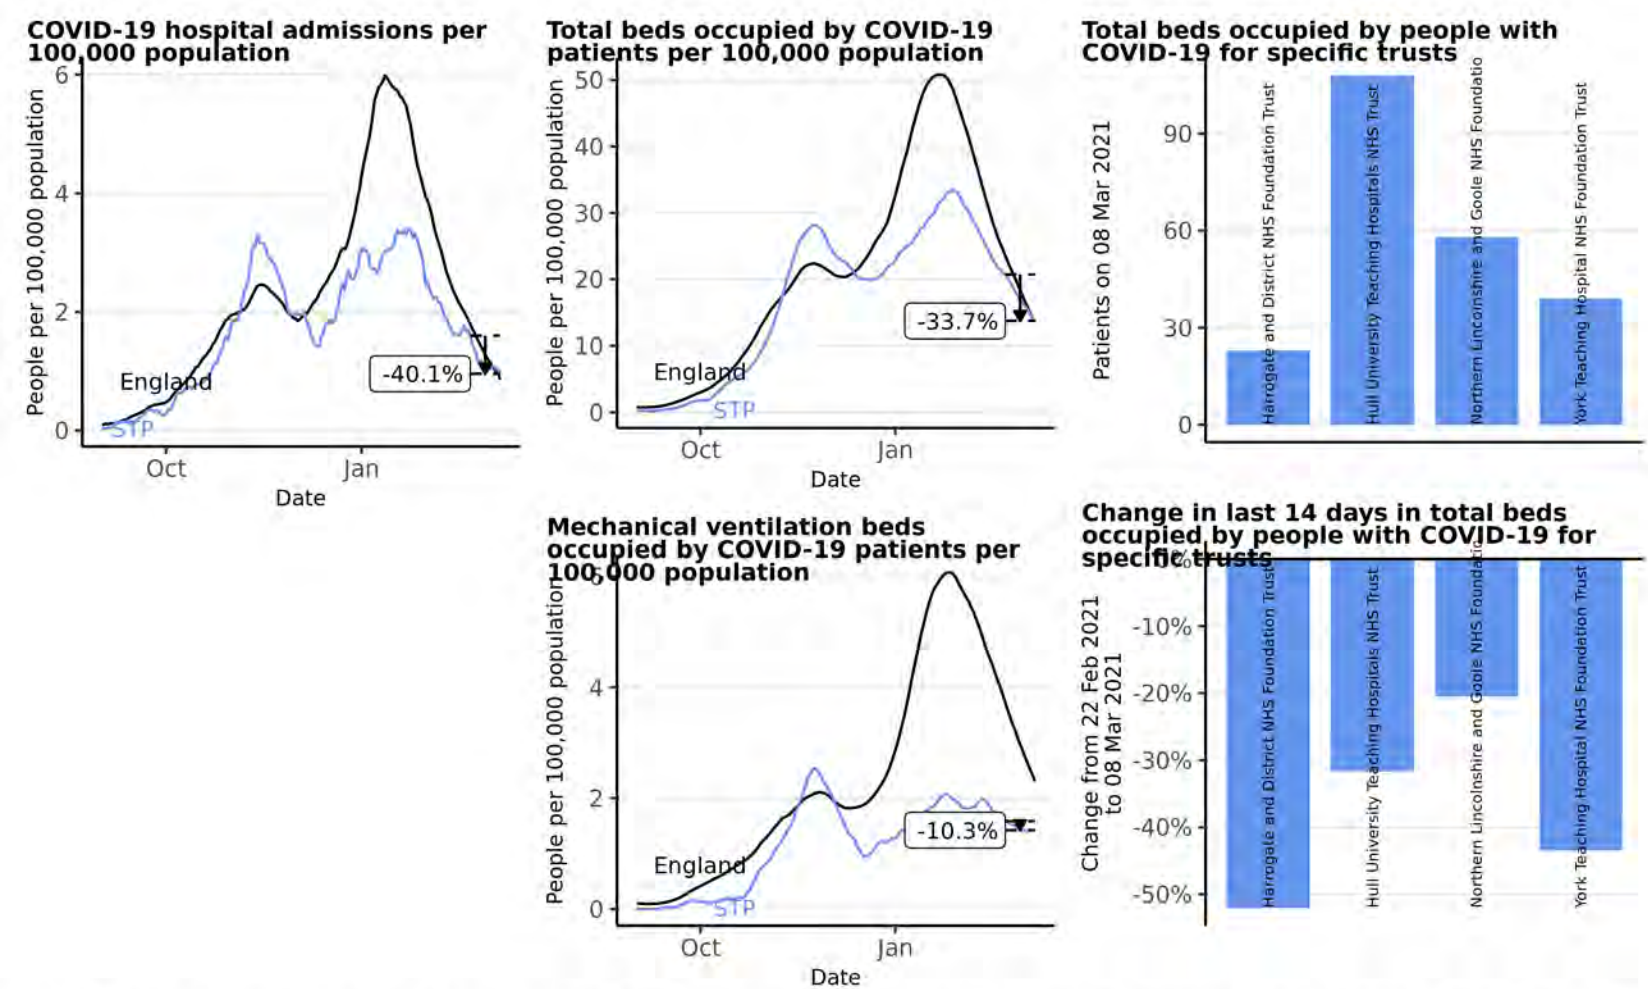 COVID-19 hospital admissions per
100,000 population
People per 100,000 population
6
4
2
0
England
STP
-40.1%
Oct
Jan
Date
Total beds occupied by COVID-19
patients per 100,000 population
People per 100,000 population
50
40
30
20
10
0
England
STP
-33.7%
Oct
Jan
Date
Total beds occupied by people with
COVID-19 for specific trusts
Patients on 08 Mar 2021
90
60
30
0
Harrogate and District NHS Foundation Trust
Hull University Teaching Hospitals NHS Trust
Northern Lincolnshire and Goole NHS Foundatio
York Teaching Hospital NHS Foundation Trust
Mechanical ventilation beds
occupied by COVID-19 patients per
100,000 population
People per 100,000 population
6
4
2
0
England
STP
-10.3%
Oct
Jan
Date
Change in last 14 days in total beds
occupied by people with COVID-19 for
specific trusts
Change from 22 Feb 2021
to 08 Mar 2021
0%
-10%
-20%
-30%
-40%
-50%
Harrogate and District NHS Foundation Trust
Hull University Teaching Hospitals NHS Trust
Northern Lincolnshire and Goole NHS Foundatio
York Teaching Hospital NHS Foundation Trust